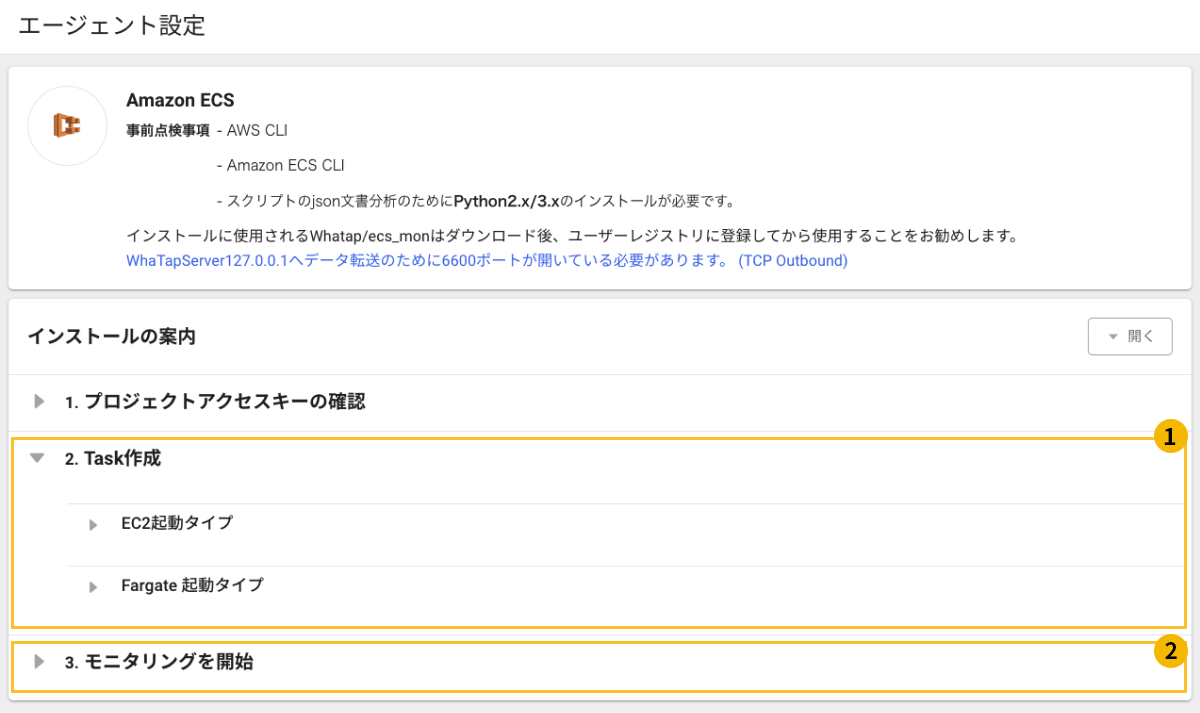 エージェント設定
Amazon ECS
事前点検事項 - AWS CLI
- Amazon ECS CLI
- スクリプトのjson文書分析のためにPython2.x/3.xのインストールが必要です。
インストールに使用されるWhatap/ecs_monはダウンロード後、ユーザーレジストリに登録してから使用することをお勧めします。
WhaTapServer127.0.0.1へデータ転送のために6600ポートが開いている必要があります。 (TCP Outbound)
インストールの案内
開く
1. プロジェクトアクセスキーの確認
1
2. Task作成
EC2起動タイプ
Fargate 起動タイプ
2
3. モニタリングを開始